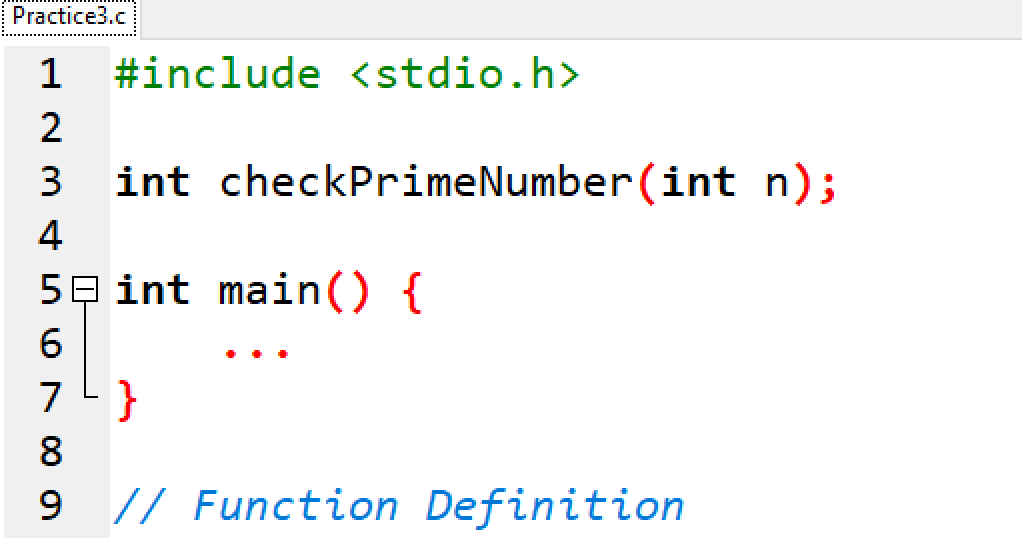 Practice3.c
1 #include <stdio.h>
2
3 int checkPrimeNumber(int n);
4
5 int main() {
6 ...
7 }
8
9 // Function Definition